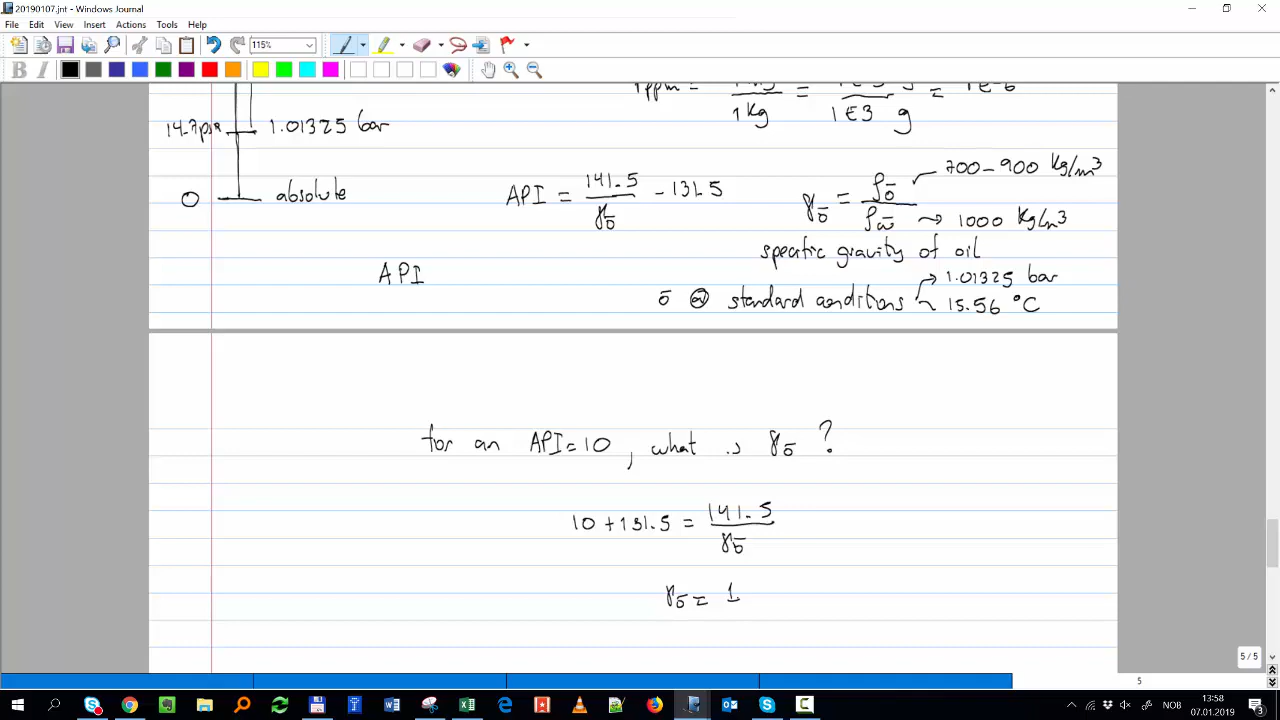 20190107.jnt - Windows Journal
File Edit View Insert Actions Tools Help
115%
B I
1ppm = =
1 Kg 1E3 g
14.7psia 1.01325 bar
0 absolute
API = 141.5 / γō - 131.5
γō = ρō / ρw̄
700-900 Kg/m³
1000 Kg/m³
specific gravity of oil
API
ō @ standard conditions
1.01325 bar
15.56 °C
for an API=10, what is γō ?
10+131.5 = 141.5 / γō
γō = 1
5/5
5
13:58
NOB
07.01.2019
3